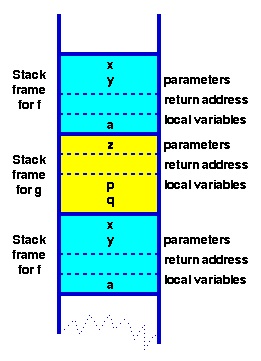 x
Stack
frame
for f
y
parameters
return address
a
local variables
Stack
frame
for g
z
parameters
return address
p
local variables
q
Stack
frame
for f
x
y
parameters
return address
a
local variables